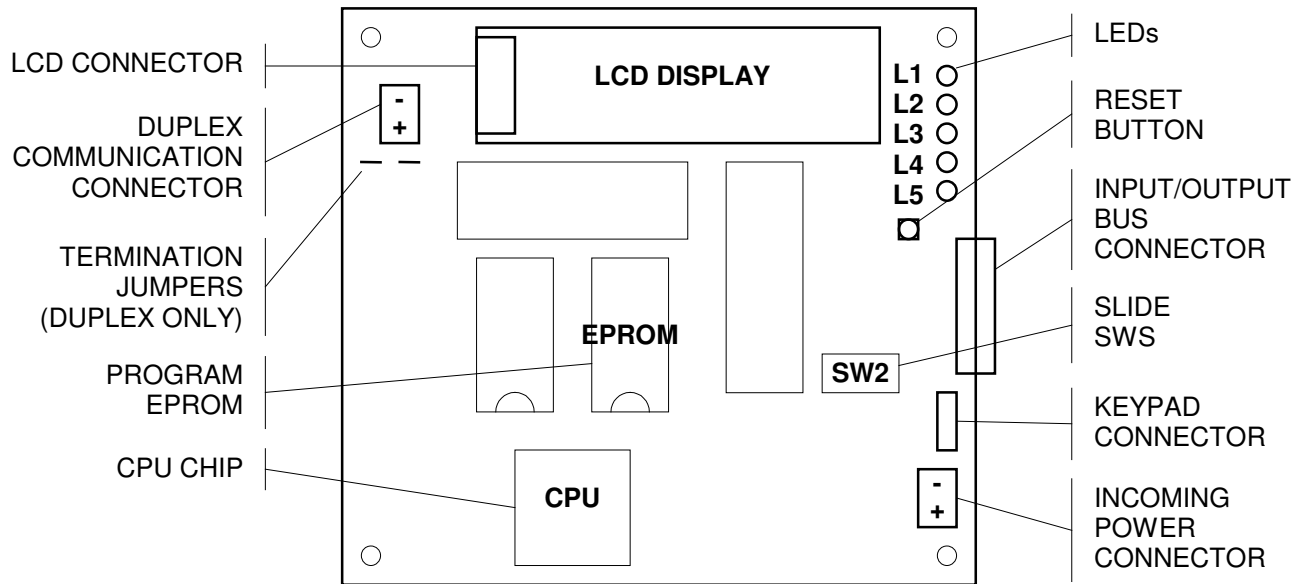 LCD CONNECTOR
DUPLEX
COMMUNICATION
CONNECTOR
TERMINATION
JUMPERS
(DUPLEX ONLY)
PROGRAM
EPROM
CPU CHIP
-
+
LCD DISPLAY
L1
L2
L3
L4
L5
EPROM
SW2
CPU
-
+
LEDs
RESET
BUTTON
INPUT/OUTPUT
BUS
CONNECTOR
SLIDE
SWS
KEYPAD
CONNECTOR
INCOMING
POWER
CONNECTOR